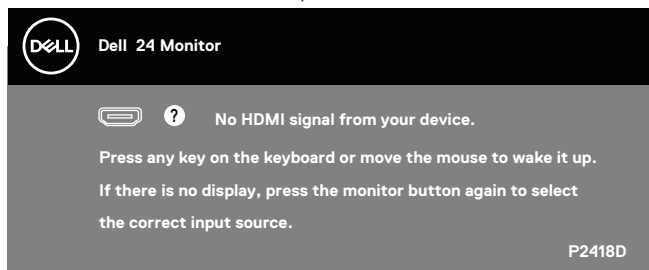 DELL
Dell 24 Monitor
? No HDMI signal from your device.
Press any key on the keyboard or move the mouse to wake it up.
If there is no display, press the monitor button again to select
the correct input source.
P2418D